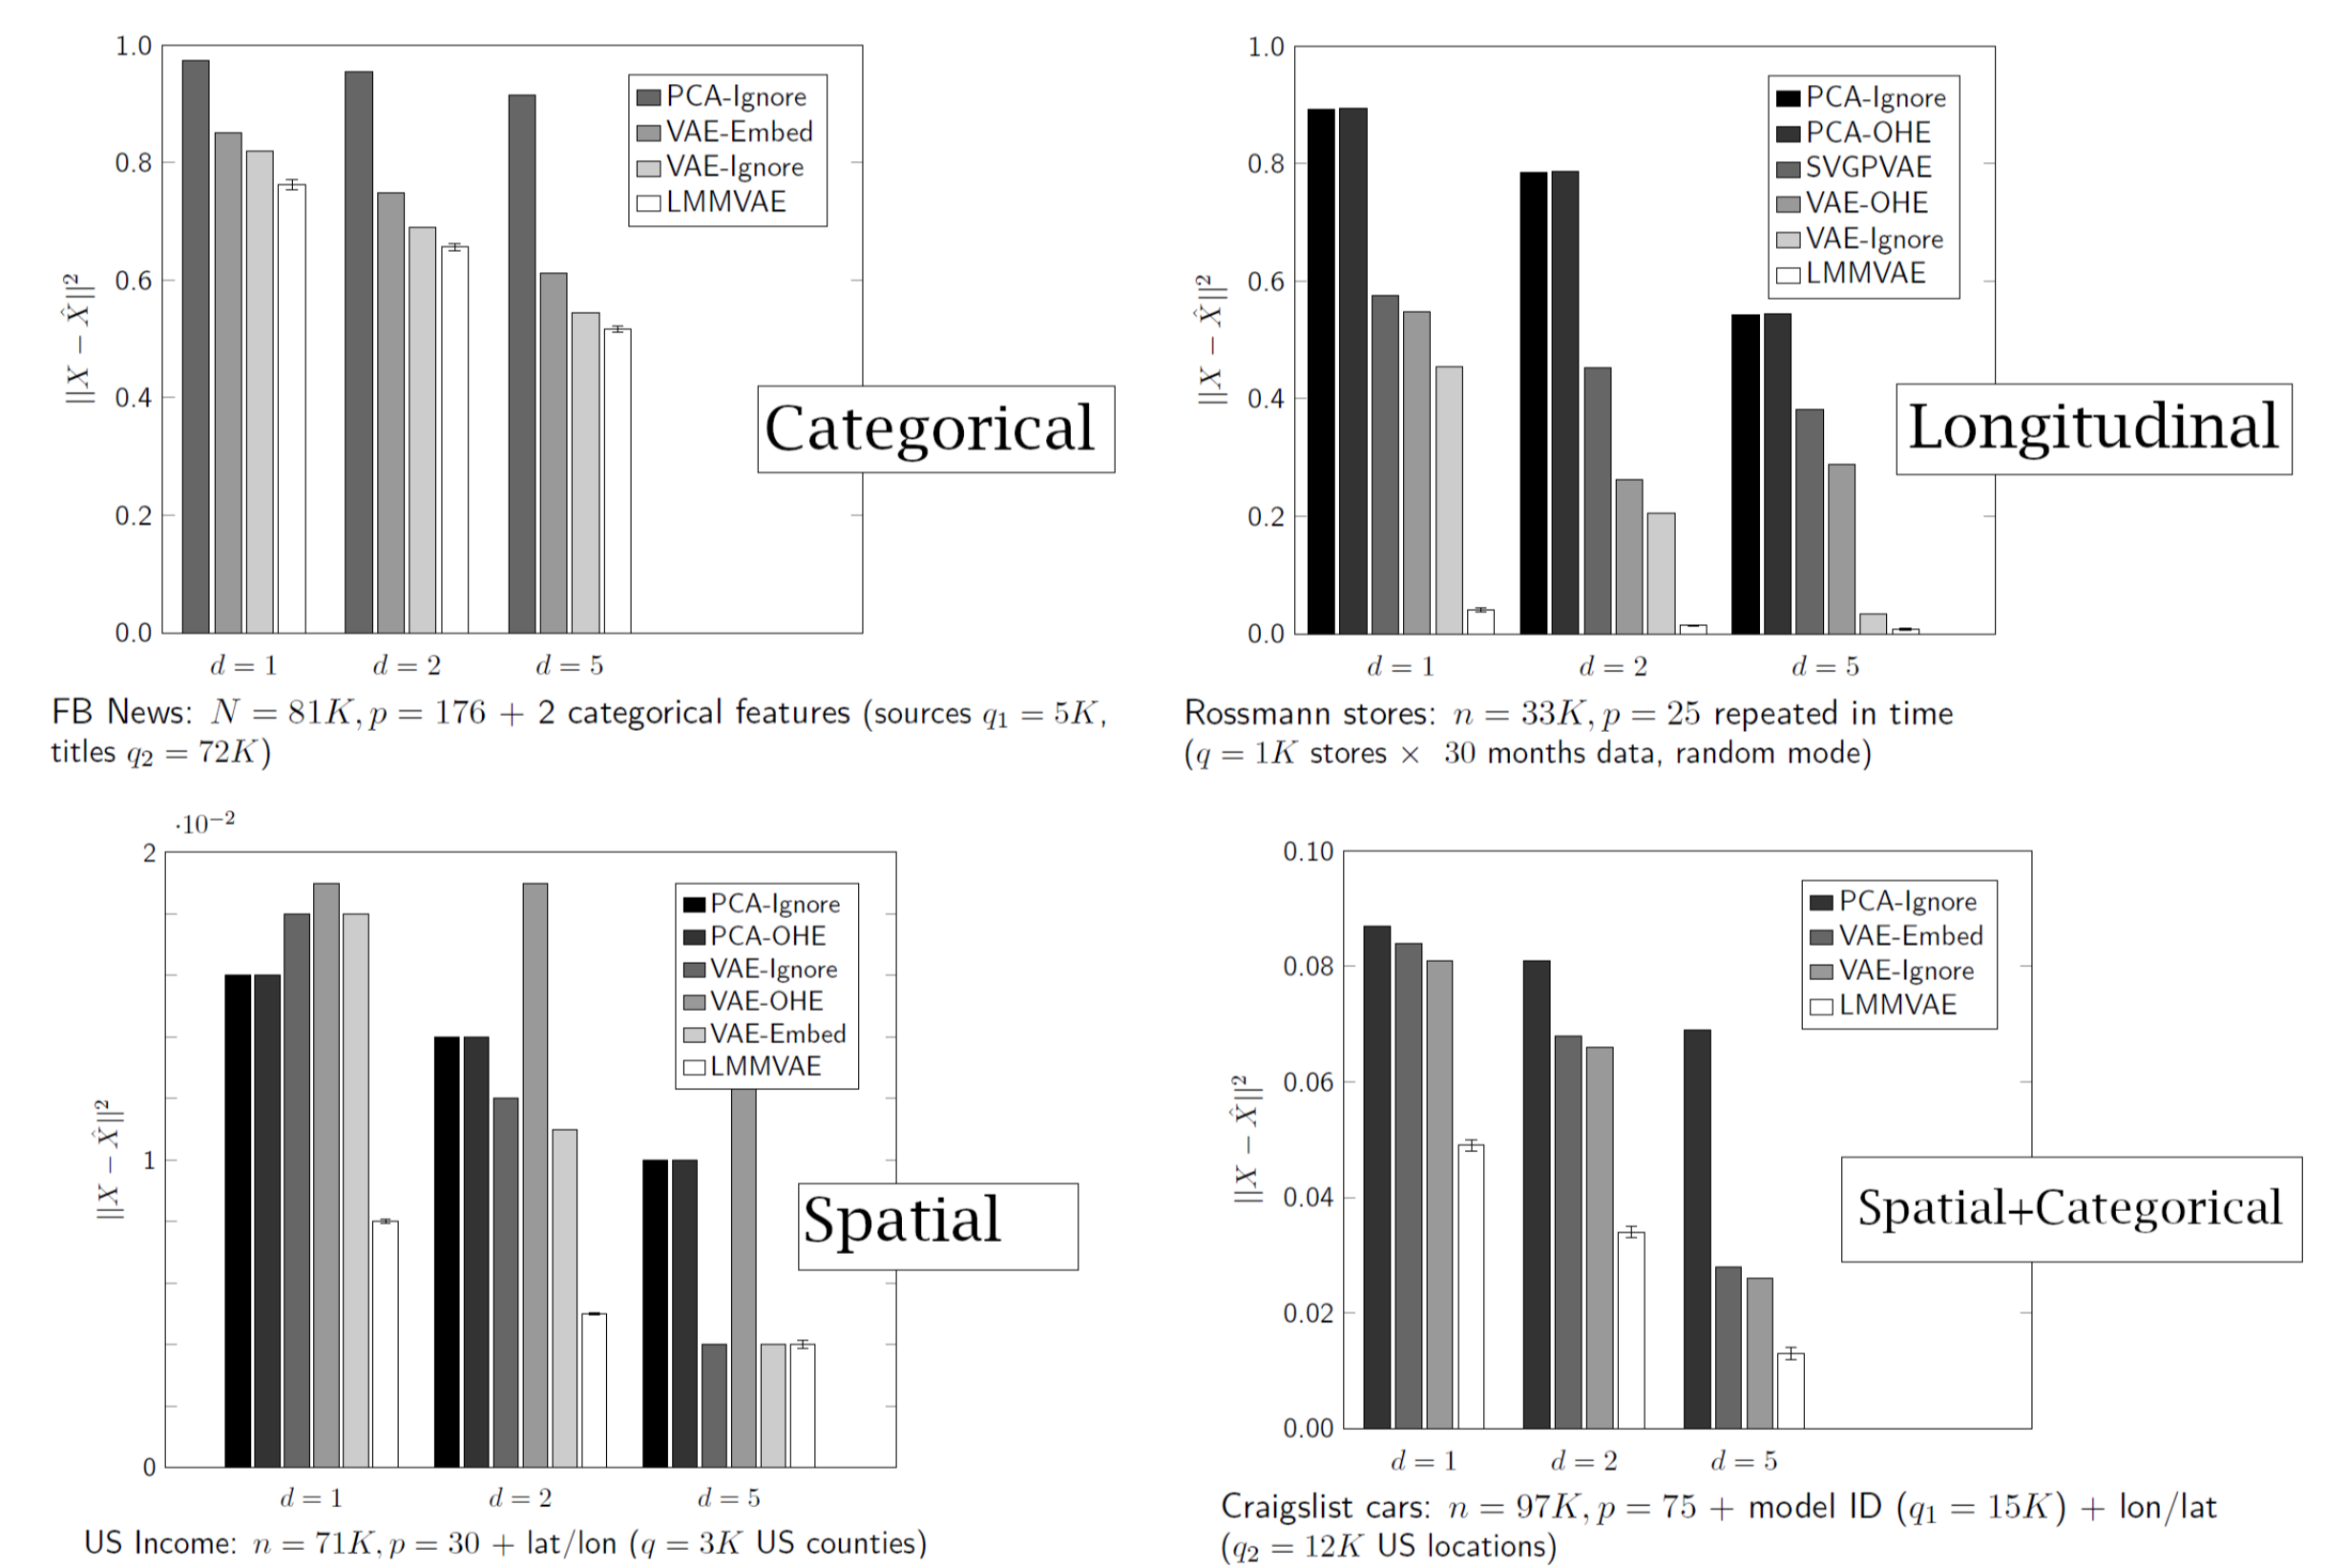 1.0
0.8
0.6
0.4
0.2
0.0
||X − X̂||²
PCA-Ignore
VAE-Embed
VAE-Ignore
LMMVAE
Categorical
d = 1
d = 2
d = 5
FB News: N = 81K, p = 176 + 2 categorical features (sources q₁ = 5K,
titles q₂ = 72K)
1.0
0.8
0.6
0.4
0.2
0.0
||X − X̂||²
PCA-Ignore
PCA-OHE
SVGPVAE
VAE-OHE
VAE-Ignore
LMMVAE
Longitudinal
d = 1
d = 2
d = 5
Rossmann stores: n = 33K, p = 25 repeated in time
(q = 1K stores × 30 months data, random mode)
·10⁻²
2
1
0
||X − X̂||²
PCA-Ignore
PCA-OHE
VAE-Ignore
VAE-OHE
VAE-Embed
LMMVAE
Spatial
d = 1
d = 2
d = 5
US Income: n = 71K, p = 30 + lat/lon (q = 3K US counties)
0.10
0.08
0.06
0.04
0.02
0.00
||X − X̂||²
PCA-Ignore
VAE-Embed
VAE-Ignore
LMMVAE
Spatial+Categorical
d = 1
d = 2
d = 5
Craigslist cars: n = 97K, p = 75 + model ID (q₁ = 15K) + lon/lat
(q₂ = 12K US locations)